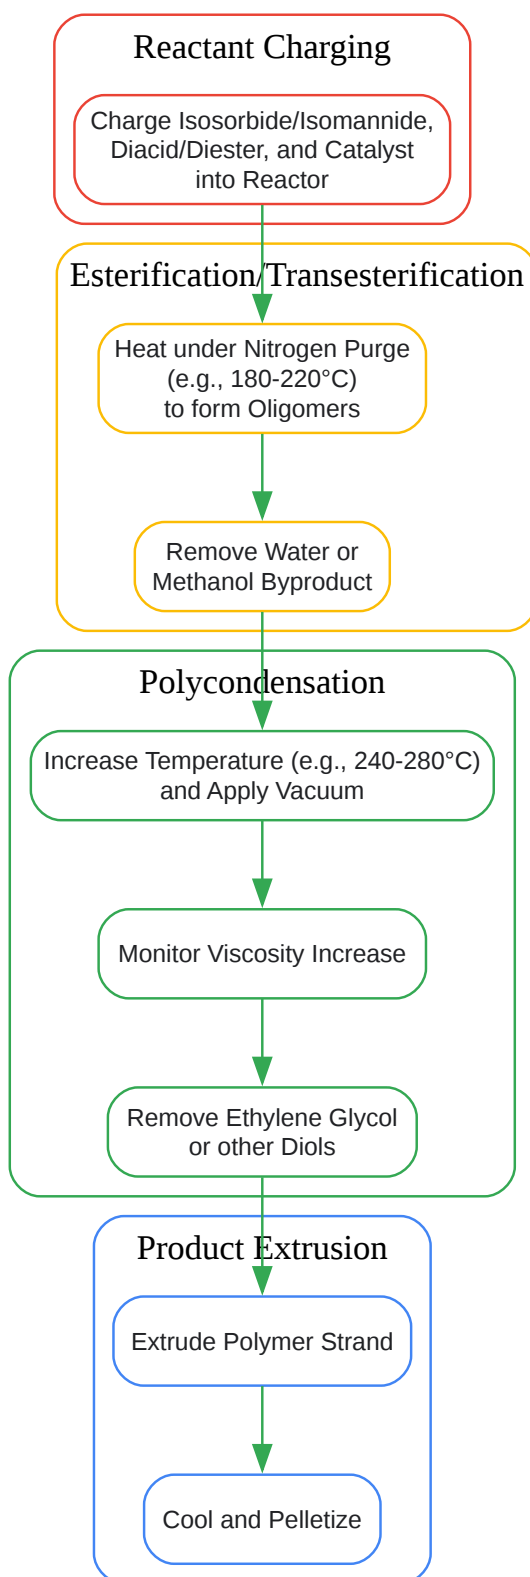 Reactant Charging
Charge Isosorbide/Isomannide,
Diacid/Diester, and Catalyst
into Reactor
Esterification/Transesterification
Heat under Nitrogen Purge
(e.g., 180-220°C)
to form Oligomers
Remove Water or
Methanol Byproduct
Polycondensation
Increase Temperature (e.g., 240-280°C)
and Apply Vacuum
Monitor Viscosity Increase
Remove Ethylene Glycol
or other Diols
Product Extrusion
Extrude Polymer Strand
Cool and Pelletize